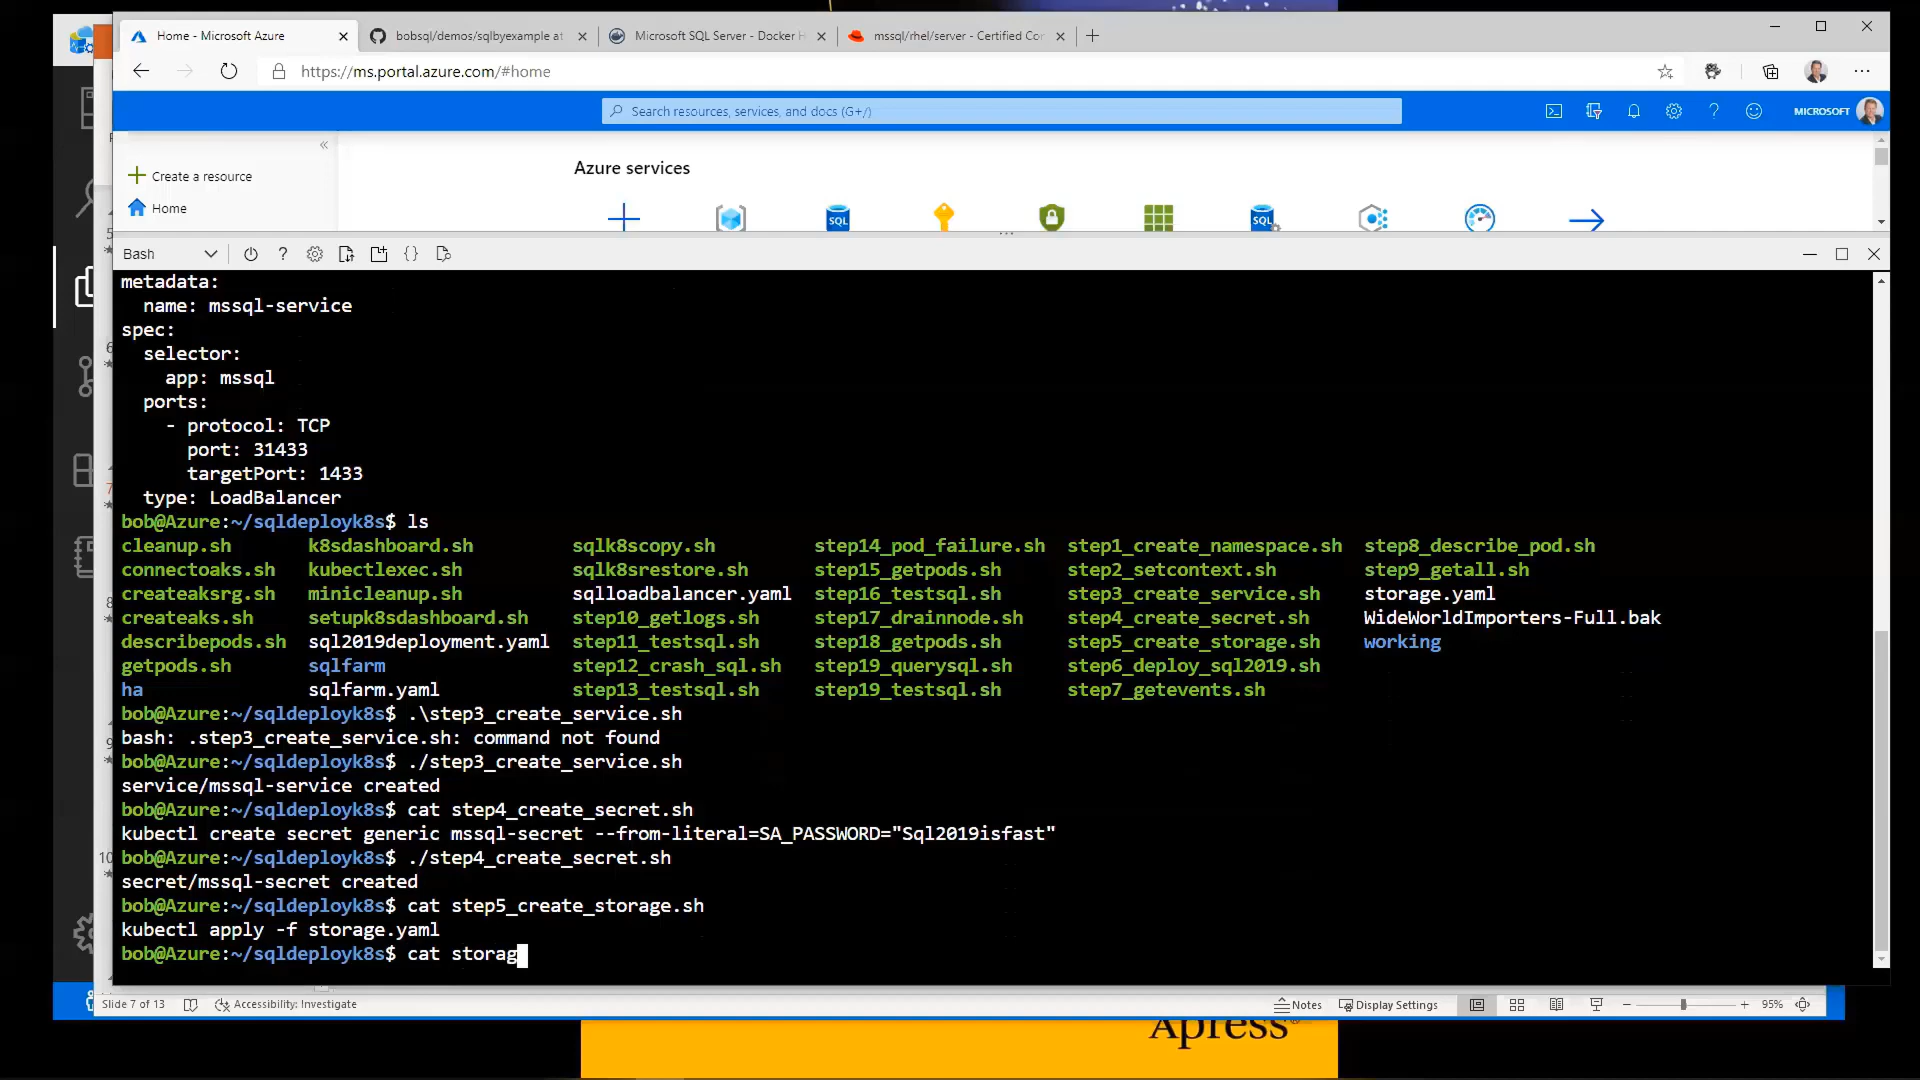 Home - Microsoft Azure
bobsql/demos/sqlbyexample at
Microsoft SQL Server - Docker H
mssql/rhel/server - Certified Cor
https://ms.portal.azure.com/#home
Search resources, services, and docs (G+/)
MICROSOFT
Create a resource
Home
Azure services
Bash
metadata:
name: mssql-service
spec:
selector:
app: mssql
ports:
- protocol: TCP
port: 31433
targetPort: 1433
type: LoadBalancer
bob@Azure:~/sqldeployk8s$ ls
cleanup.sh k8sdashboard.sh sqlk8scopy.sh step14_pod_failure.sh step1_create_namespace.sh step8_describe_pod.sh
connectoaks.sh kubectlexec.sh sqlk8srestore.sh step15_getpods.sh step2_setcontext.sh step9_getall.sh
createaksrg.sh minicleanup.sh sqlloadbalancer.yaml step16_testsql.sh step3_create_service.sh storage.yaml
createaks.sh setupk8sdashboard.sh step10_getlogs.sh step17_drainnode.sh step4_create_secret.sh WideWorldImporters-Full.bak
describepods.sh sql2019deployment.yaml step11_testsql.sh step18_getpods.sh step5_create_storage.sh working
getpods.sh sqlfarm step12_crash_sql.sh step19_querysql.sh step6_deploy_sql2019.sh
ha sqlfarm.yaml step13_testsql.sh step19_testsql.sh step7_getevents.sh
bob@Azure:~/sqldeployk8s$ .\step3_create_service.sh
bash: .step3_create_service.sh: command not found
bob@Azure:~/sqldeployk8s$ ./step3_create_service.sh
service/mssql-service created
bob@Azure:~/sqldeployk8s$ cat step4_create_secret.sh
kubectl create secret generic mssql-secret --from-literal=SA_PASSWORD="Sql2019isfast"
bob@Azure:~/sqldeployk8s$ ./step4_create_secret.sh
secret/mssql-secret created
bob@Azure:~/sqldeployk8s$ cat step5_create_storage.sh
kubectl apply -f storage.yaml
bob@Azure:~/sqldeployk8s$ cat storag
5
6
7
8
9
10
Slide 7 of 13 Accessibility: Investigate Notes Display Settings 95%
Apress